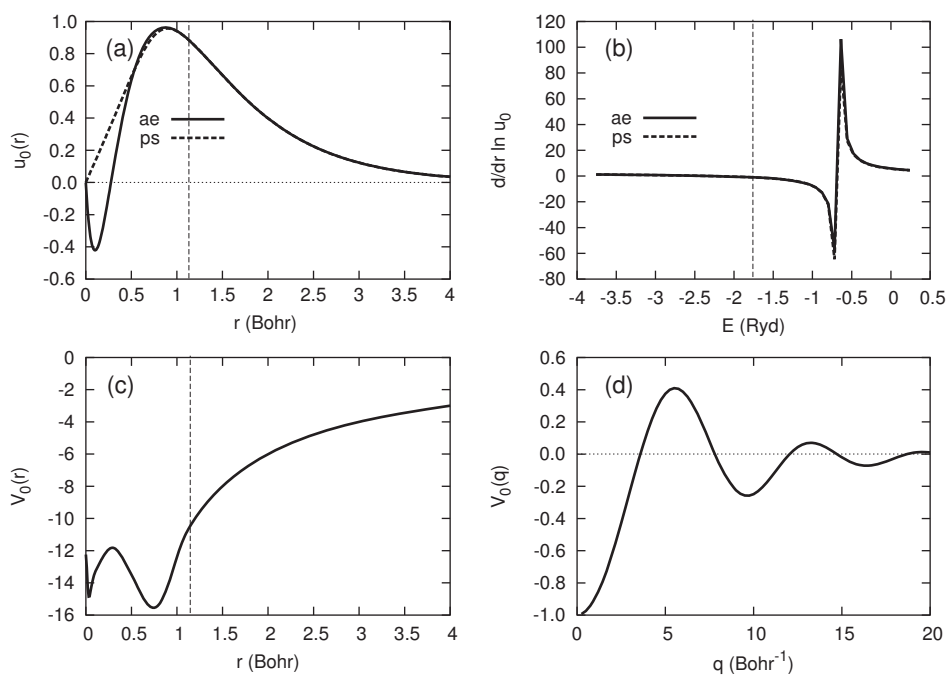 (a)
u0(r)
1.0
0.8
0.6
0.4
0.2
0.0
-0.2
-0.4
-0.6
ae
ps
0 0.5 1 1.5 2 2.5 3 3.5 4
r (Bohr)
(b)
d/dr ln u0
120
100
80
60
40
20
0
-20
-40
-60
-80
ae
ps
-4 -3.5 -3 -2.5 -2 -1.5 -1 -0.5 0 0.5
E (Ryd)
(c)
V0(r)
0
-2
-4
-6
-8
-10
-12
-14
-16
0 0.5 1 1.5 2 2.5 3 3.5 4
r (Bohr)
(d)
V0(q)
0.6
0.4
0.2
0.0
-0.2
-0.4
-0.6
-0.8
-1.0
0 5 10 15 20
q (Bohr-1)